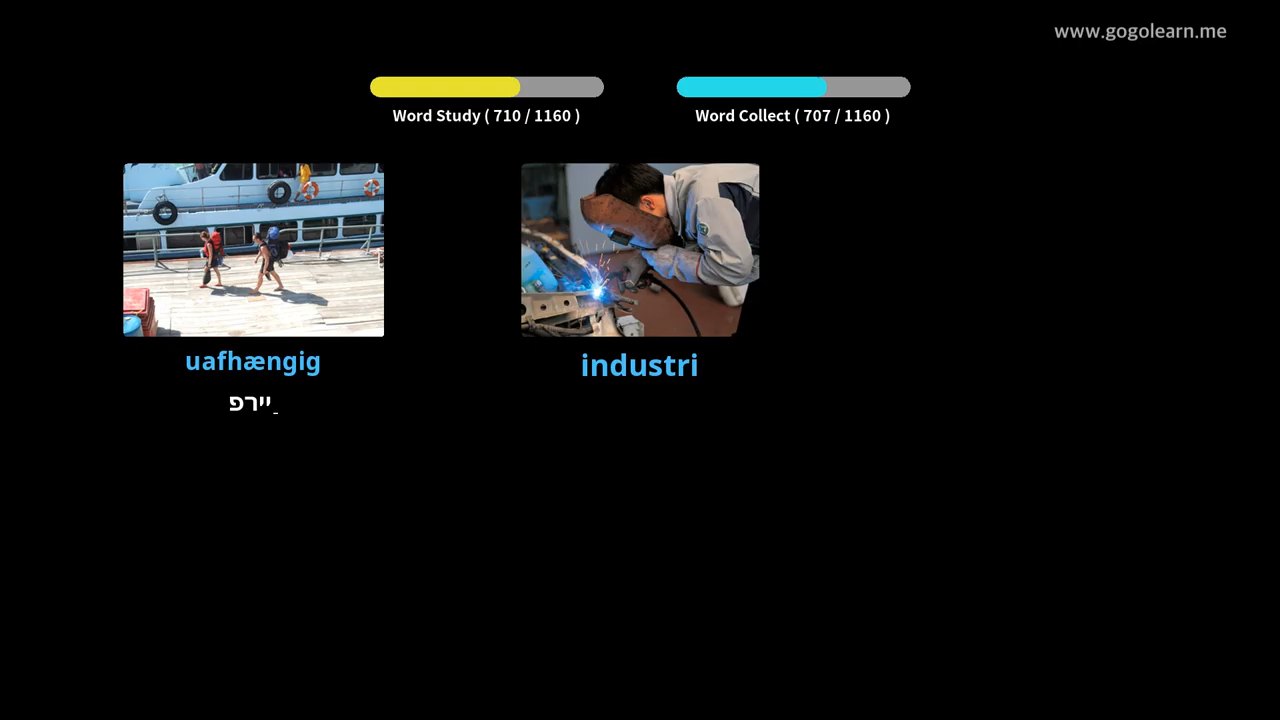 www.gogolearn.me
Word Study ( 710 / 1160 )
Word Collect ( 707 / 1160 )
uafhængig
פרײַ
industri